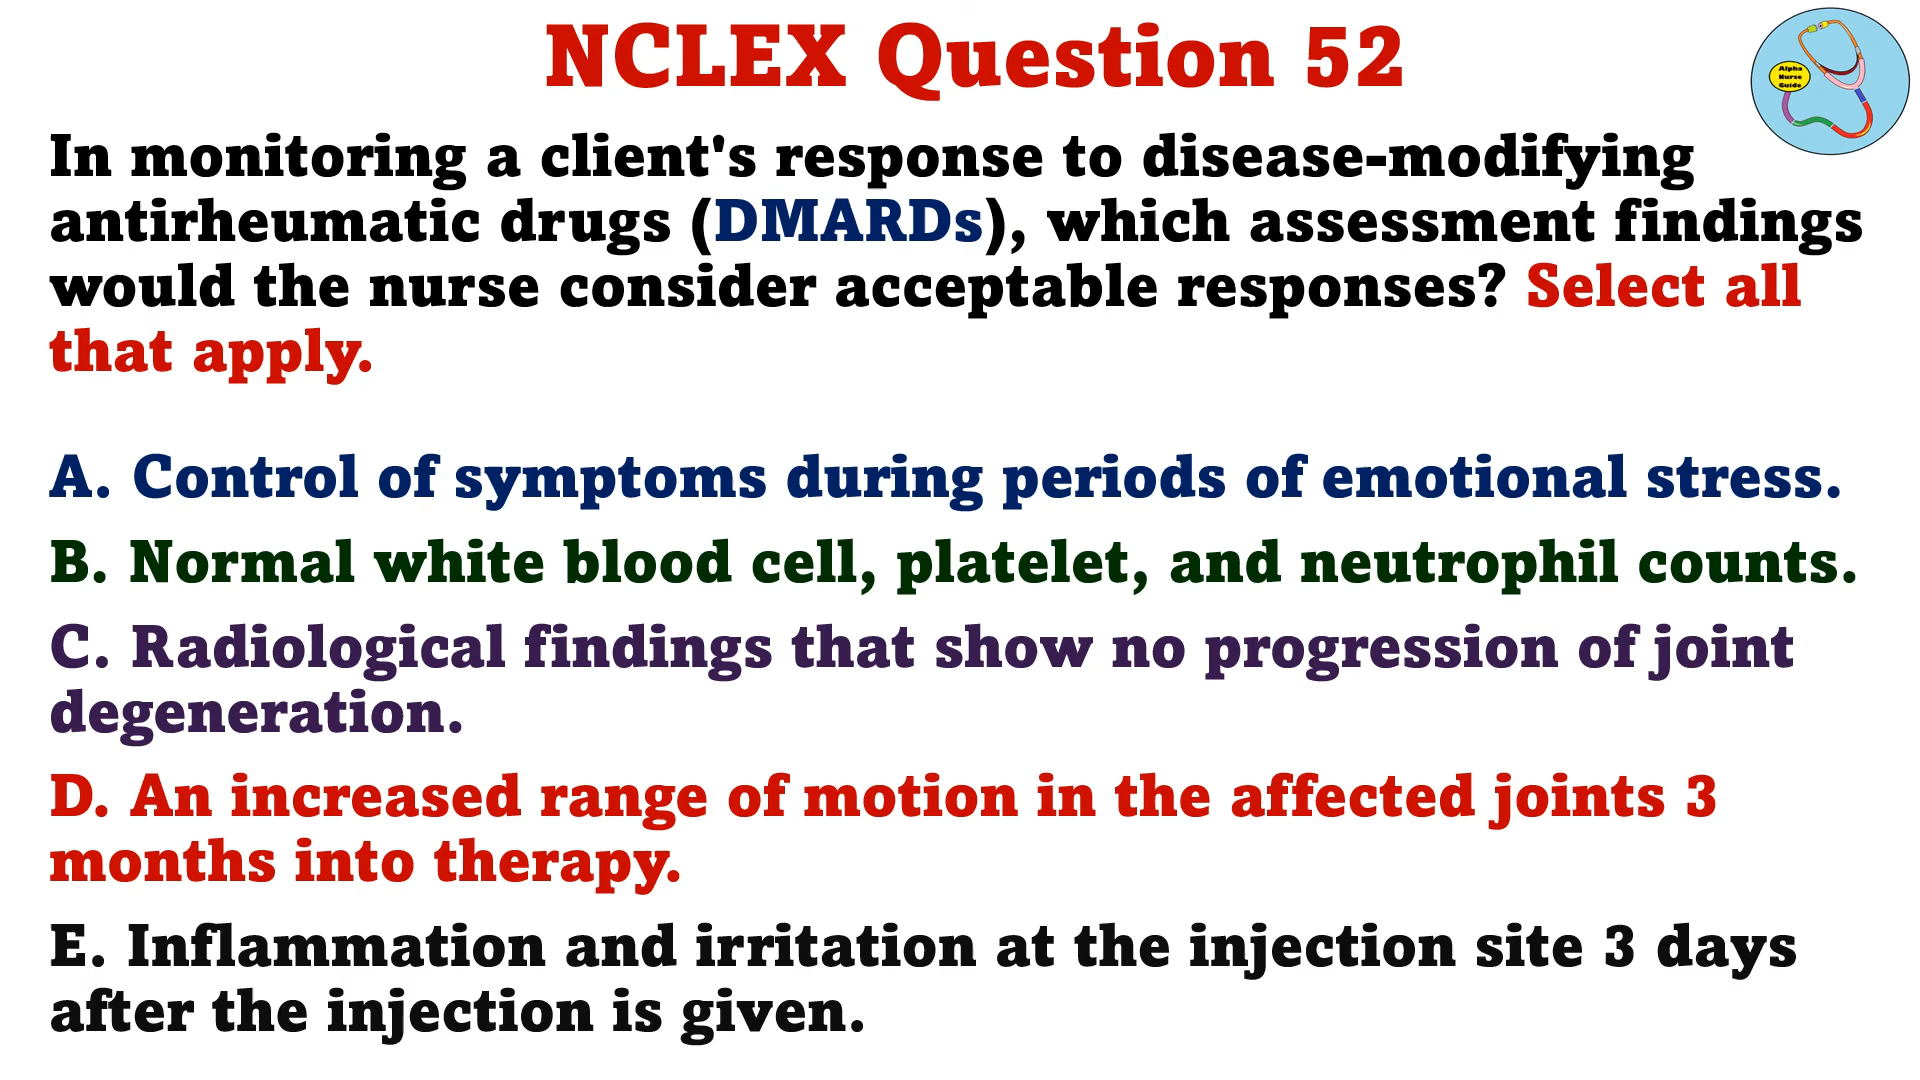 NCLEX Question 52
Alpha
Nurse
Guide
In monitoring a client's response to disease-modifying
antirheumatic drugs (DMARDs), which assessment findings
would the nurse consider acceptable responses? Select all
that apply.
A. Control of symptoms during periods of emotional stress.
B. Normal white blood cell, platelet, and neutrophil counts.
C. Radiological findings that show no progression of joint
degeneration.
D. An increased range of motion in the affected joints 3
months into therapy.
E. Inflammation and irritation at the injection site 3 days
after the injection is given.